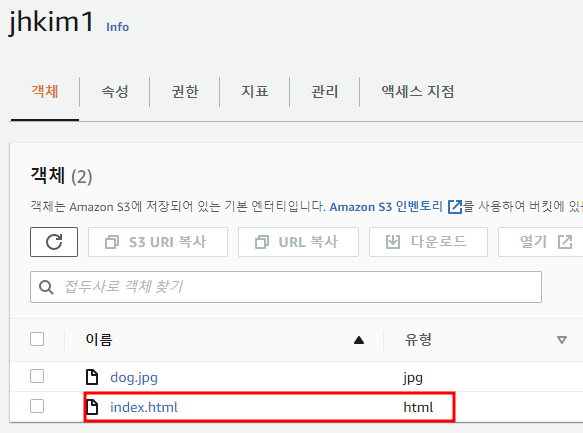 jhkim1 Info
객체 속성 권한 지표 관리 액세스 지점
객체 (2)
객체는 Amazon S3에 저장되어 있는 기본 엔터티입니다. Amazon S3 인벤토리를 사용하여 버킷에 있
S3 URI 복사 URL 복사 다운로드 열기
접두사로 객체 찾기
이름 유형
dog.jpg jpg
index.html html